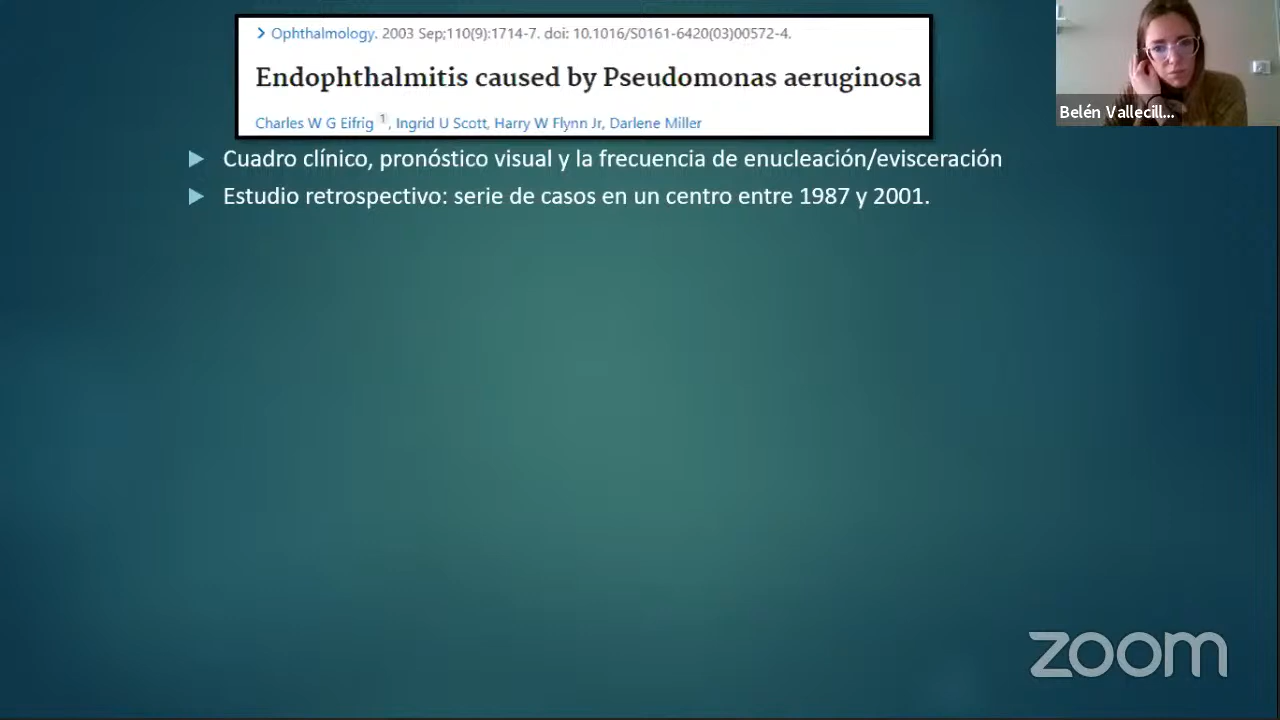 Ophthalmology. 2003 Sep;110(9):1714-7. doi: 10.1016/S0161-6420(03)00572-4.
Endophthalmitis caused by Pseudomonas aeruginosa
Charles W G Eifrig 1, Ingrid U Scott, Harry W Flynn Jr, Darlene Miller
Belén Vallecill...
Cuadro clínico, pronóstico visual y la frecuencia de enucleación/evisceración
Estudio retrospectivo: serie de casos en un centro entre 1987 y 2001.
zoom